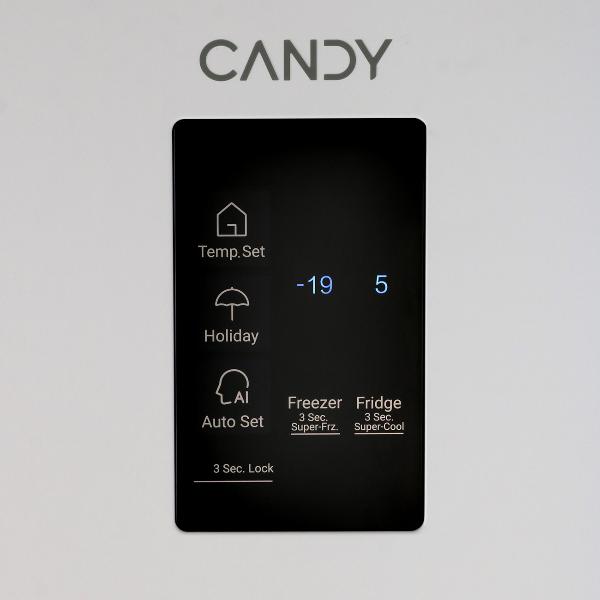 CANDY
Temp.Set
-19 5
Holiday
AI
Auto Set
Freezer Fridge
3 Sec. 3 Sec.
Super-Frz. Super-Cool
3 Sec. Lock